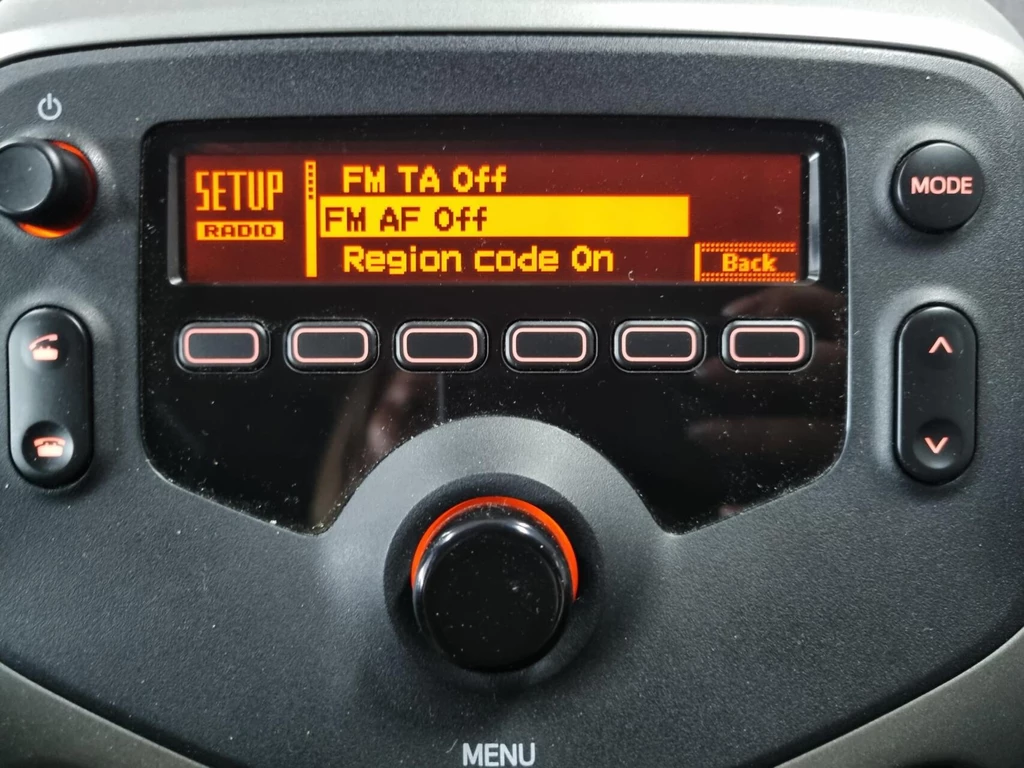 SETUP
RADIO
FM TA Off
FM AF Off
Region code On
Back
MODE
MENU